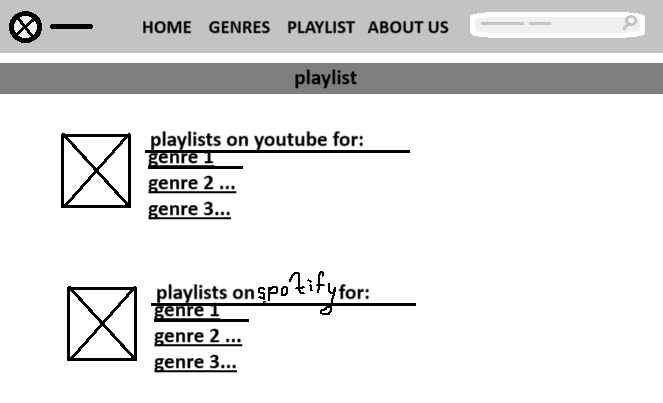 HOME GENRES PLAYLIST ABOUT US
playlist
playlists on youtube for:
genre 1
genre 2 ...
genre 3...
playlists on spotify for:
genre 1
genre 2 ...
genre 3...